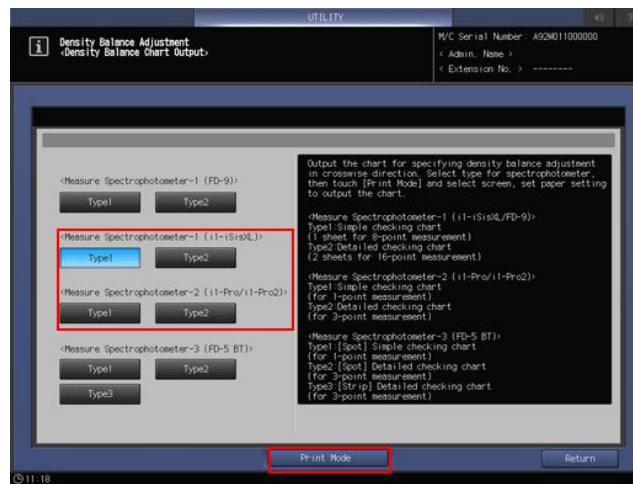 UTILITY
Density Balance Adjustment
<Density Balance Chart Output>
M/C Serial Number: A92W011000000
< Admin. Name >
< Extension No. > --------
<Measure Spectrophotometer-1 (FD-9)>
Type1 Type2
<Measure Spectrophotometer-1 (i1-iSisXL)>
Type1 Type2
<Measure Spectrophotometer-2 (i1-Pro/i1-Pro2)>
Type1 Type2
<Measure Spectrophotometer-3 (FD-5 BT)>
Type1 Type2
Type3
Output the chart for specifying density balance adjustment
in crosswise direction. Select type for spectrophotometer,
then touch [Print Mode] and select screen, set paper setting
to output the chart.
<Measure Spectrophotometer-1 (i1-iSisXL/FD-9)>
Type1:Simple checking chart
(1 sheet for 8-point measurement)
Type2:Detailed checking chart
(2 sheets for 16-point measurement)
<Measure Spectrophotometer-2 (i1-Pro/i1-Pro2)>
Type1:Simple checking chart
(for 1-point measurement)
Type2:Detailed checking chart
(for 3-point measurement)
<Measure Spectrophotometer-3 (FD-5 BT)>
Type1:[Spot] Simple checking chart
(for 1-point measurement)
Type2:[Spot] Detailed checking chart
(for 3-point measurement)
Type3:[Strip] Detailed checking chart
(for 3-point measurement)
Print Mode
Return
11:18